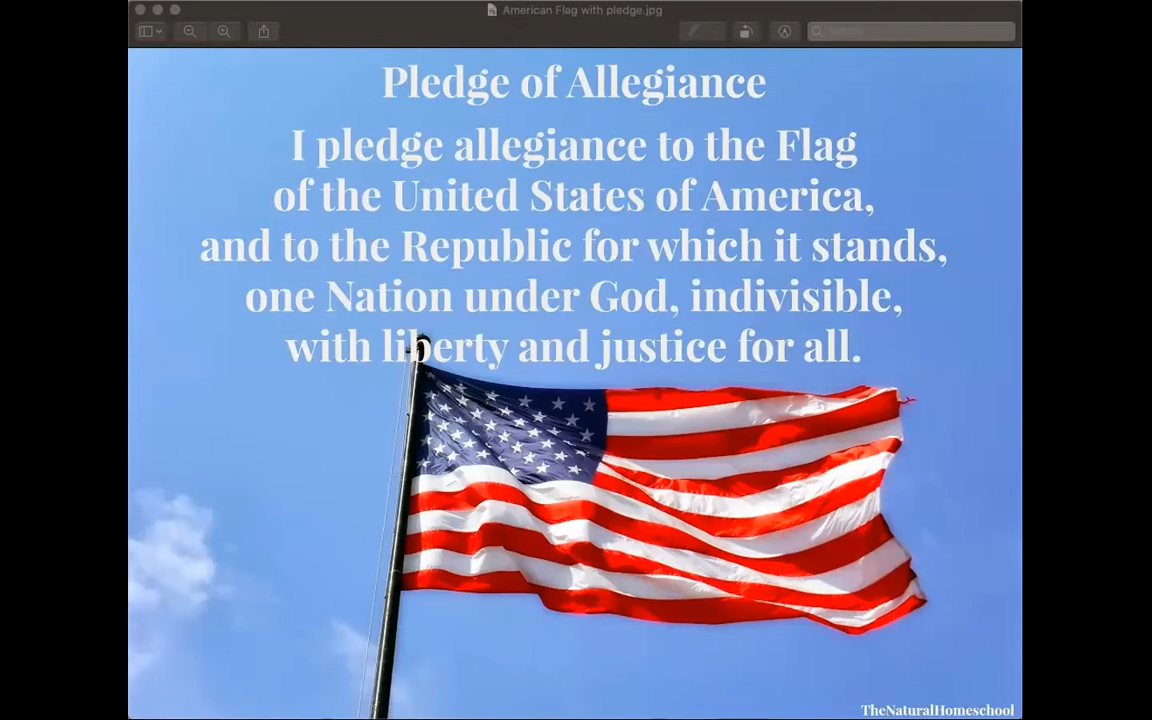 American Flag with pledge.jpg
Pledge of Allegiance
I pledge allegiance to the Flag
of the United States of America,
and to the Republic for which it stands,
one Nation under God, indivisible,
with liberty and justice for all.
TheNaturalHomeschool